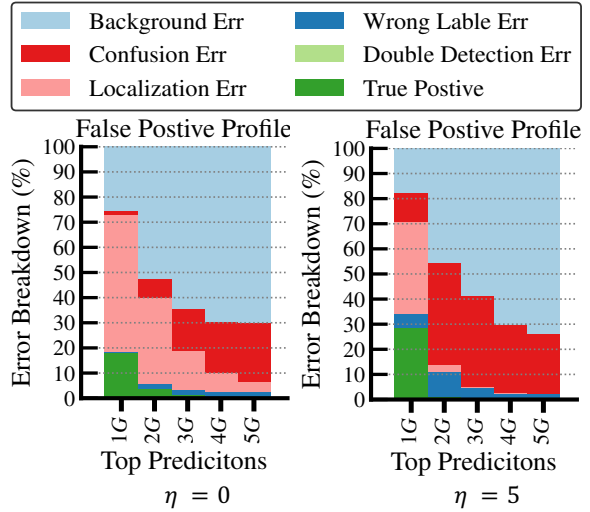 Background Err
Wrong Lable Err
Confusion Err
Double Detection Err
Localization Err
True Postive
False Postive Profile
Error Breakdown (%)
100
90
80
70
60
50
40
30
20
10
0
1G
2G
3G
4G
5G
Top Predicitons
η = 0
False Postive Profile
Error Breakdown (%)
100
90
80
70
60
50
40
30
20
10
0
1G
2G
3G
4G
5G
Top Predicitons
η = 5